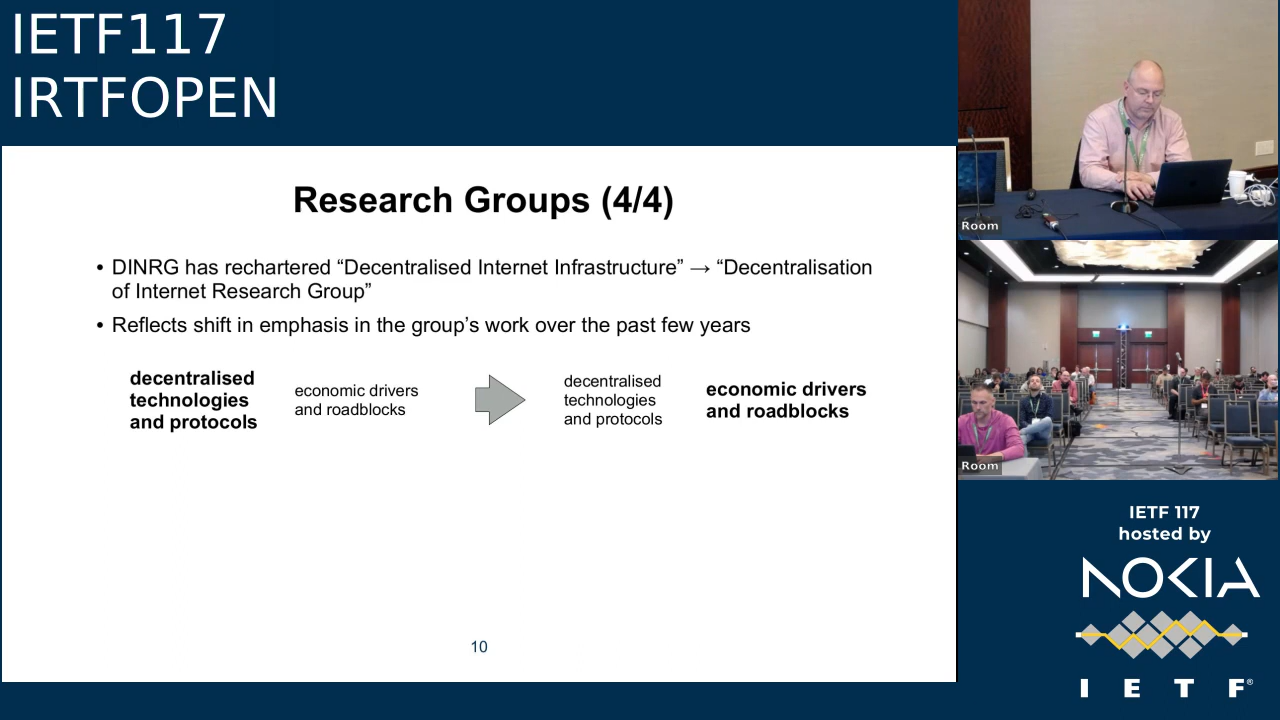 IETF117
IRTFOPEN
Research Groups (4/4)
• DINRG has rechartered “Decentralised Internet Infrastructure” → “Decentralisation
of Internet Research Group”
• Reflects shift in emphasis in the group’s work over the past few years
decentralised
technologies
and protocols
economic drivers
and roadblocks
decentralised
technologies
and protocols
economic drivers
and roadblocks
10
Room
Room
IETF 117
hosted by
NOKIA
I E T F®